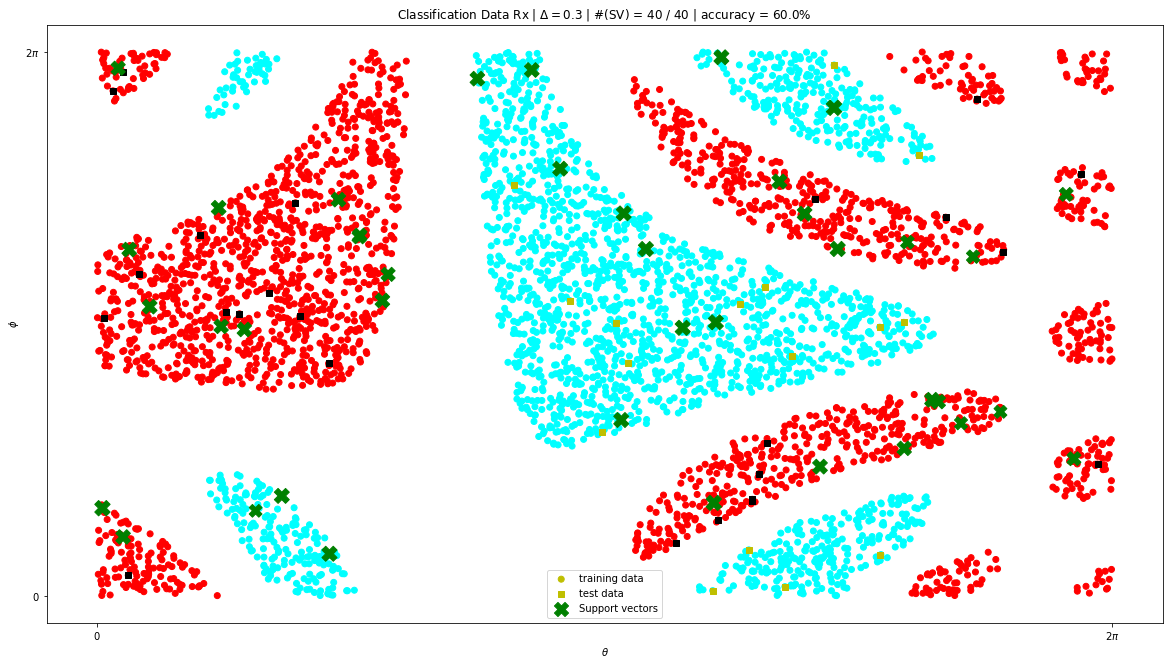 Classification Data Rx | Δ = 0.3 | #(SV) = 40 / 40 | accuracy = 60.0%
2π
ϕ
0
training data
test data
Support vectors
0
2π
θ